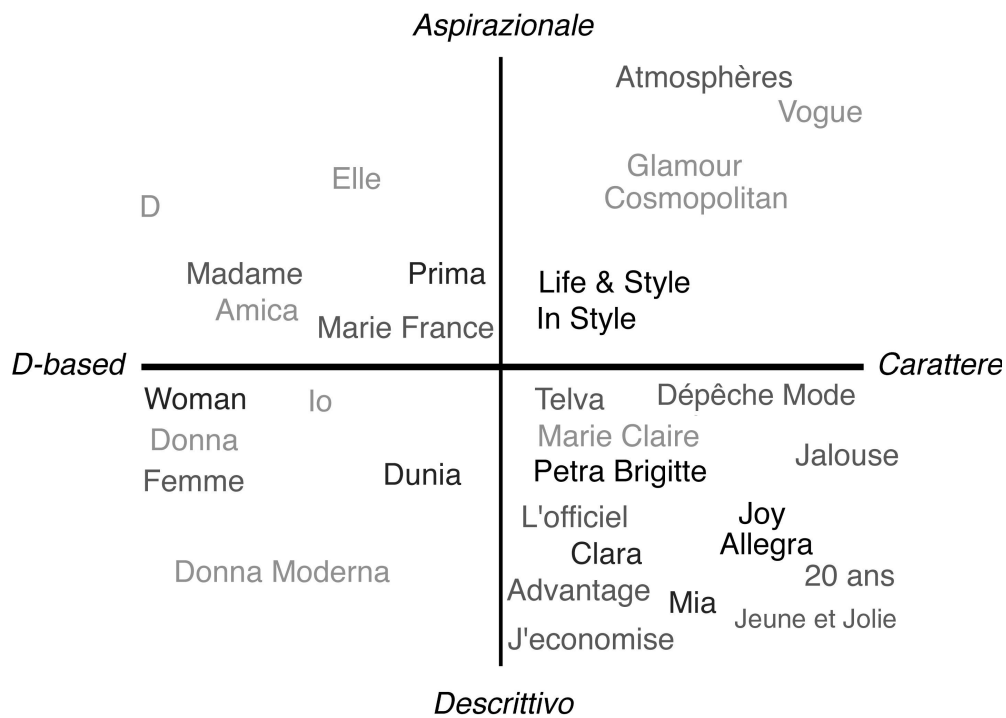 Aspirazionale
Atmosphères
Vogue
Glamour
Cosmopolitan
Elle
D
Madame
Prima
Amica
Marie France
Life & Style
In Style
D-based
Carattere
Woman
Io
Donna
Femme
Dunia
Donna Moderna
Telva
Dépêche Mode
Marie Claire
Jalouse
Petra Brigitte
L'officiel
Joy
Clara
Allegra
Advantage
20 ans
Mia
Jeune et Jolie
J'economise
Descrittivo